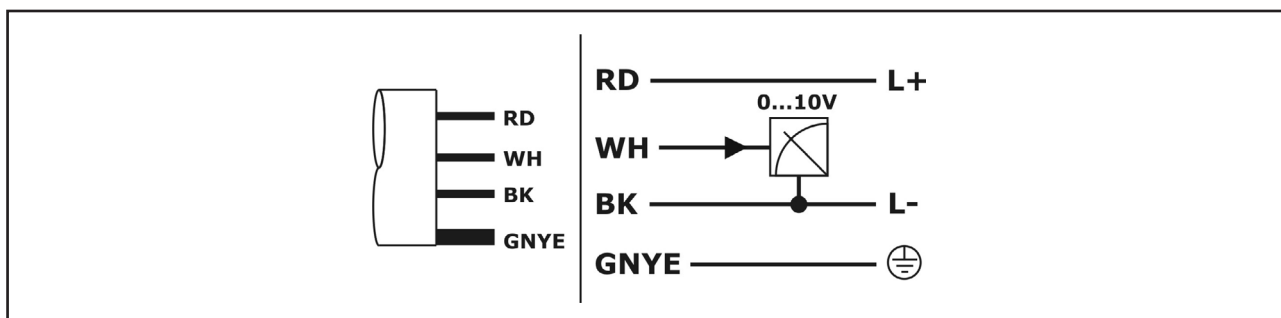 RD
WH
BK
GNYE
RD L+
0...10V
WH
BK L-
GNYE